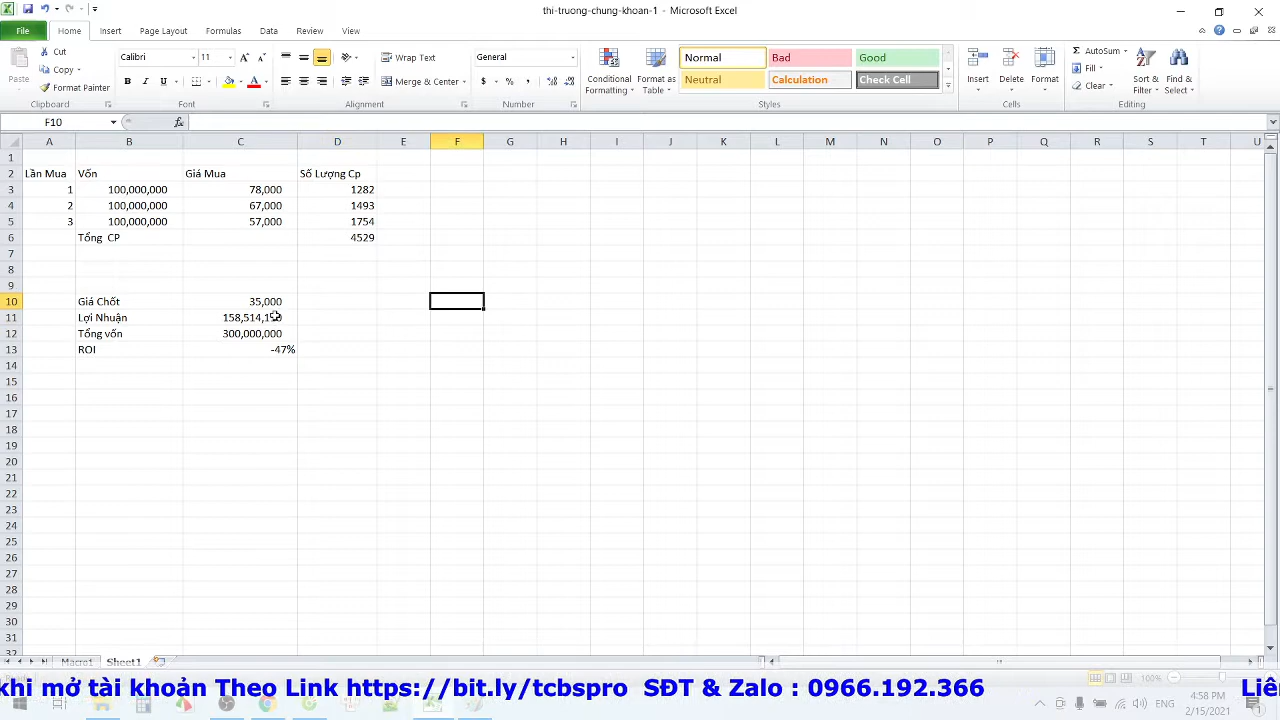 thi-truong-chung-khoan-1 - Microsoft Excel
File Home Insert Page Layout Formulas Data Review View
Paste Cut Copy Format Painter Clipboard
Calibri 11 B I U A Font
Wrap Text Merge & Center Alignment
General $ % , Number
Conditional Formatting Format as Table
Normal Bad Good
Neutral Calculation Check Cell
Styles
Insert Delete Format Cells
AutoSum Fill Clear Sort & Filter Find & Select Editing
F10 fx
A B C D E F G H I J K L M N O P Q R S T U
1
2 Lần Mua Vốn Giá Mua Số Lượng Cp
3 1 100,000,000 78,000 1282
4 2 100,000,000 67,000 1493
5 3 100,000,000 57,000 1754
6 Tổng CP 4529
7
8
9
10 Giá Chốt 35,000
11 Lợi Nhuận
12 Tổng vốn 300,000,000
13 ROI -47%
14
15
16
17
18
19
20
21
22
23
24
25
26
27
28
29
30
31
32
Macro1 Sheet1
100%
khi mở tài khoản Theo Link https://bit.ly/tcbspro SĐT & Zalo : 0966.192.366 Liê
ENG 4:58 PM
2/15/2021